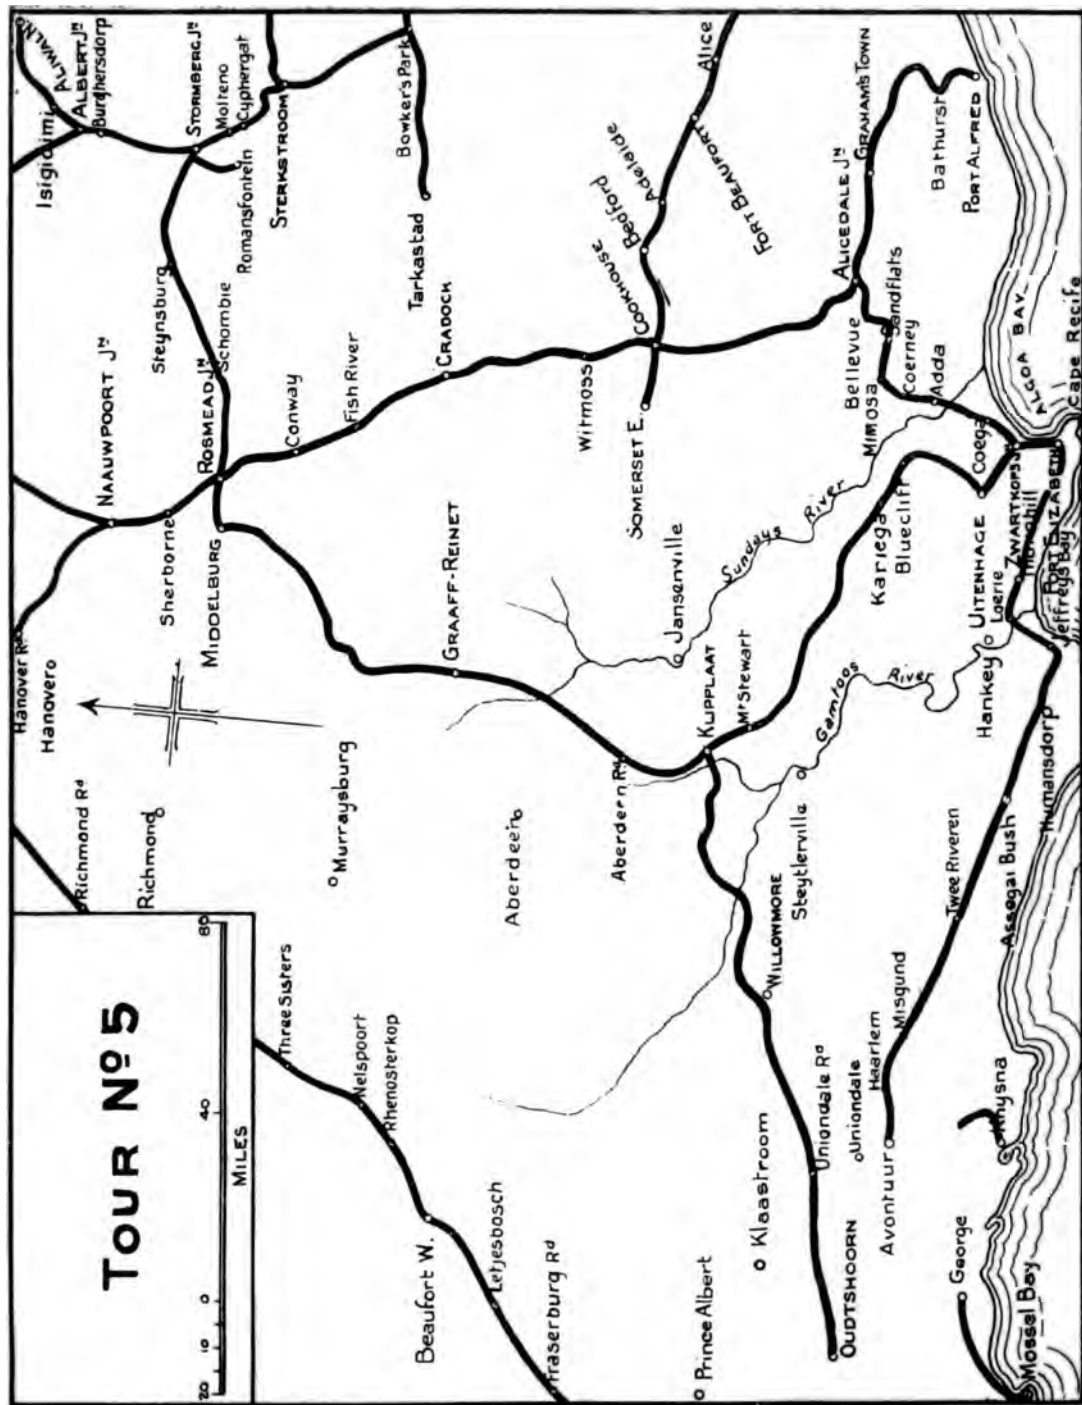 TOUR Nº 5
20 10 0 40 80
MILES
Three Sisters
Nelspoort
Rhenosterkop
Beaufort W.
Letjesbosch
Fraserburg Rd
Prince Albert
Richmond Rd
Richmond
Hanover Rd
Hanover
Murraysburg
Aberdeen
Aberdeen Rd
NAAUWPOORT JN
Sherborne
MIDDELBURG
ROSMEAD JN
Schombie
Steynsburg
Conway
Fish River
CRADOCK
GRAAFF-REINET
ALIWAL N.
ALBERT JN
Burghersdorp
Isigidimi
STORMBERG JN
Molteno
Cyphergat
Romansfontein
STERKSTROOM
Bowker's Park
Tarkastad
Witmoss
COOKHOUSE
SOMERSET E.
Bedford
Adelaide
FORT BEAUFORT
Alice
Jansenville
Sundays River
KLIPPLAAT
Mt Stewart
Gamtoos River
Steytlerville
WILLOWMORE
Kariega
Bluecliff
Bellevue
MIMOSA
Coerney
Adda
Sandflats
ALICEDALE JN
GRAHAMS TOWN
Bathurst
PORT ALFRED
Coega
UITENHAGE
ZWARTKOPS
Thornhill
PORT ELIZABETH
Jeffreys Bay
ALGOA BAY
Cape Recife
Loerie
Hankey
Humansdorp
Assegai Bush
Twee Riveren
Misgund
Haarlem
Avontuur
Uniondale
Uniondale Rd
Klaastroom
OUDTSHOORN
Knysna
George
Mossel Bay